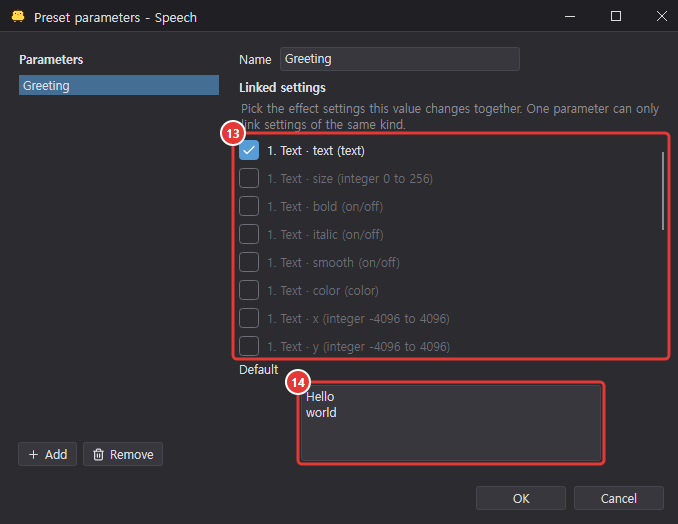 Preset parameters - Speech
Parameters
Greeting
Name
Greeting
Linked settings
Pick the effect settings this value changes together. One parameter can only
link settings of the same kind.
13
1. Text · text (text)
1. Text · size (integer 0 to 256)
1. Text · bold (on/off)
1. Text · italic (on/off)
1. Text · smooth (on/off)
1. Text · color (color)
1. Text · x (integer -4096 to 4096)
1. Text · y (integer -4096 to 4096)
Default
14
Hello
world
Add
Remove
OK
Cancel